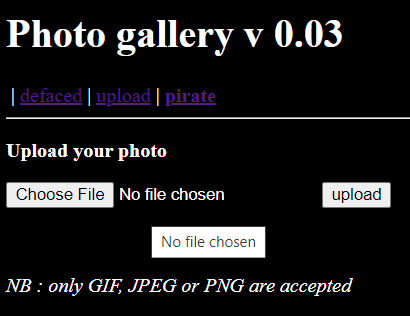 Photo gallery v 0.03
| defaced | upload | pirate
Upload your photo
Choose File No file chosen upload
No file chosen
NB : only GIF, JPEG or PNG are accepted